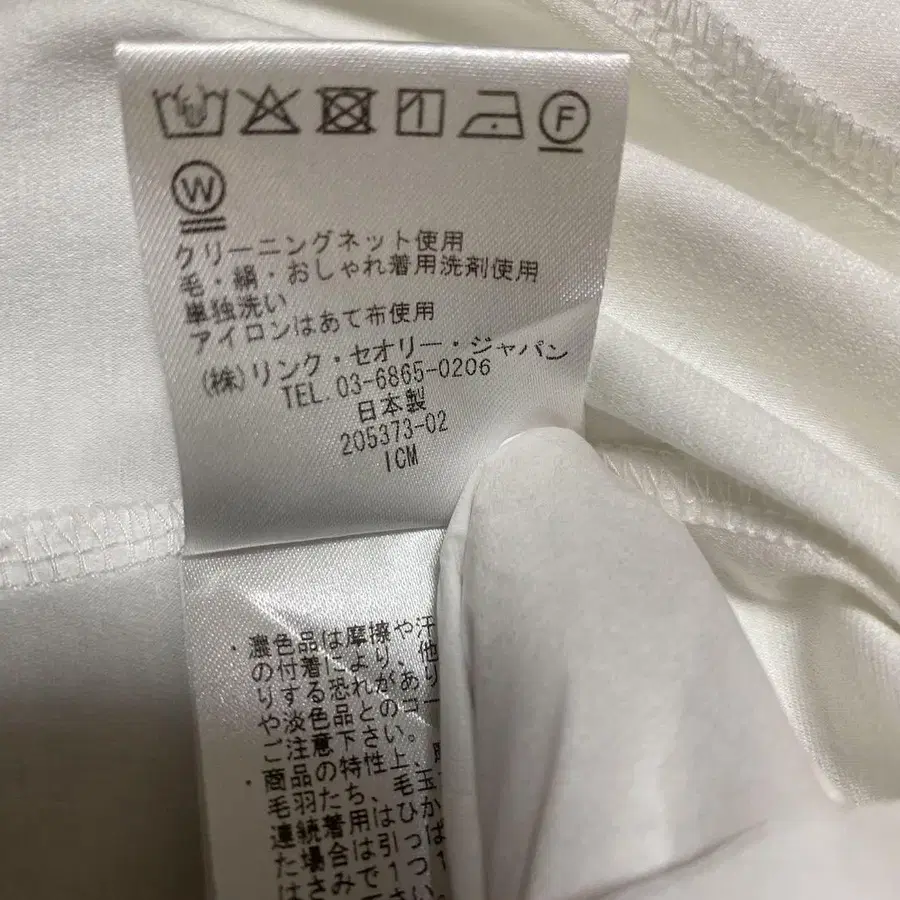 F
W
クリーニングネット使用
毛・絹・おしゃれ着用洗剤使用
単独洗い
アイロンはあて布使用
(株)リンク・セオリー・ジャパン
TEL.03-6865-0206
日本製
205373-02
ICM
・濃色品は摩擦や汗
の付着により、他
りする恐れがあり
や淡色品とのコー
ご注意下さい。
・商品の特性上、
毛羽たち、毛玉
連続着用はひか
た場合は引っぱ
はさみで1つ1
さい。